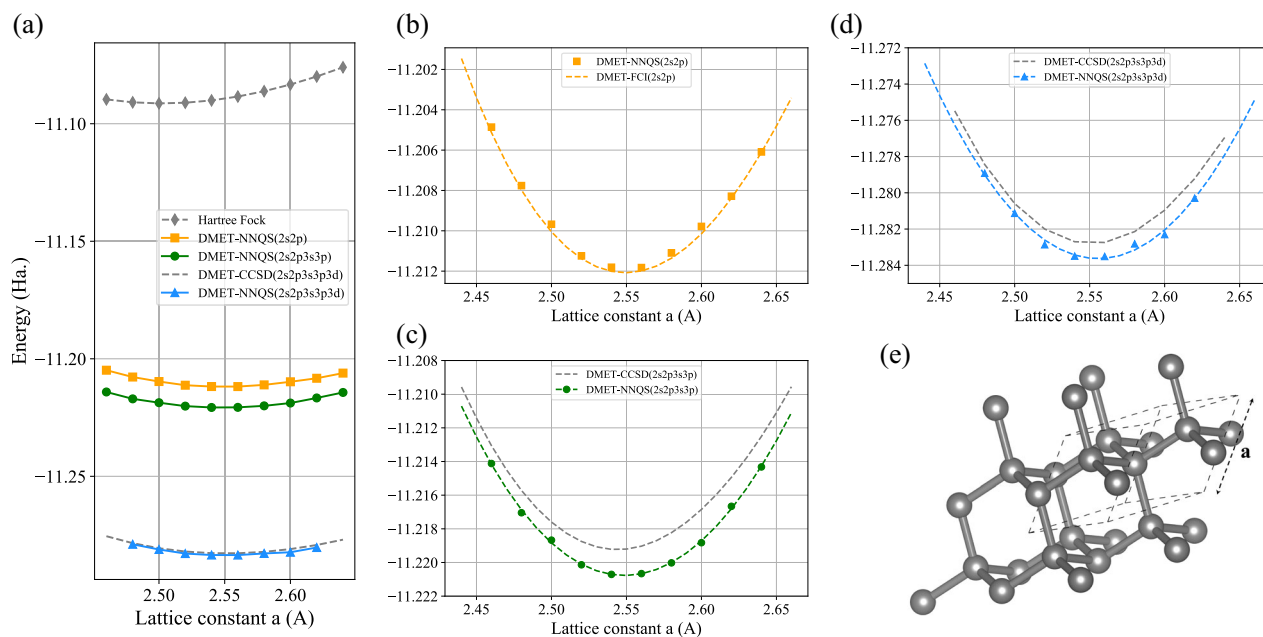 (a)
−11.10
−11.15
−11.20
−11.25
Energy (Ha.)
Hartree Fock
DMET-NNQS(2s2p)
DMET-NNQS(2s2p3s3p)
DMET-CCSD(2s2p3s3p3d)
DMET-NNQS(2s2p3s3p3d)
2.50 2.55 2.60
Lattice constant a (A)
(b)
−11.202
−11.204
−11.206
−11.208
−11.210
−11.212
DMET-NNQS(2s2p)
DMET-FCI(2s2p)
2.45 2.50 2.55 2.60 2.65
Lattice constant a (A)
(c)
−11.208
−11.210
−11.212
−11.214
−11.216
−11.218
−11.220
−11.222
DMET-CCSD(2s2p3s3p)
DMET-NNQS(2s2p3s3p)
2.45 2.50 2.55 2.60 2.65
Lattice constant a (A)
(d)
−11.272
−11.274
−11.276
−11.278
−11.280
−11.282
−11.284
DMET-CCSD(2s2p3s3p3d)
DMET-NNQS(2s2p3s3p3d)
2.45 2.50 2.55 2.60 2.65
Lattice constant a (A)
(e)
a